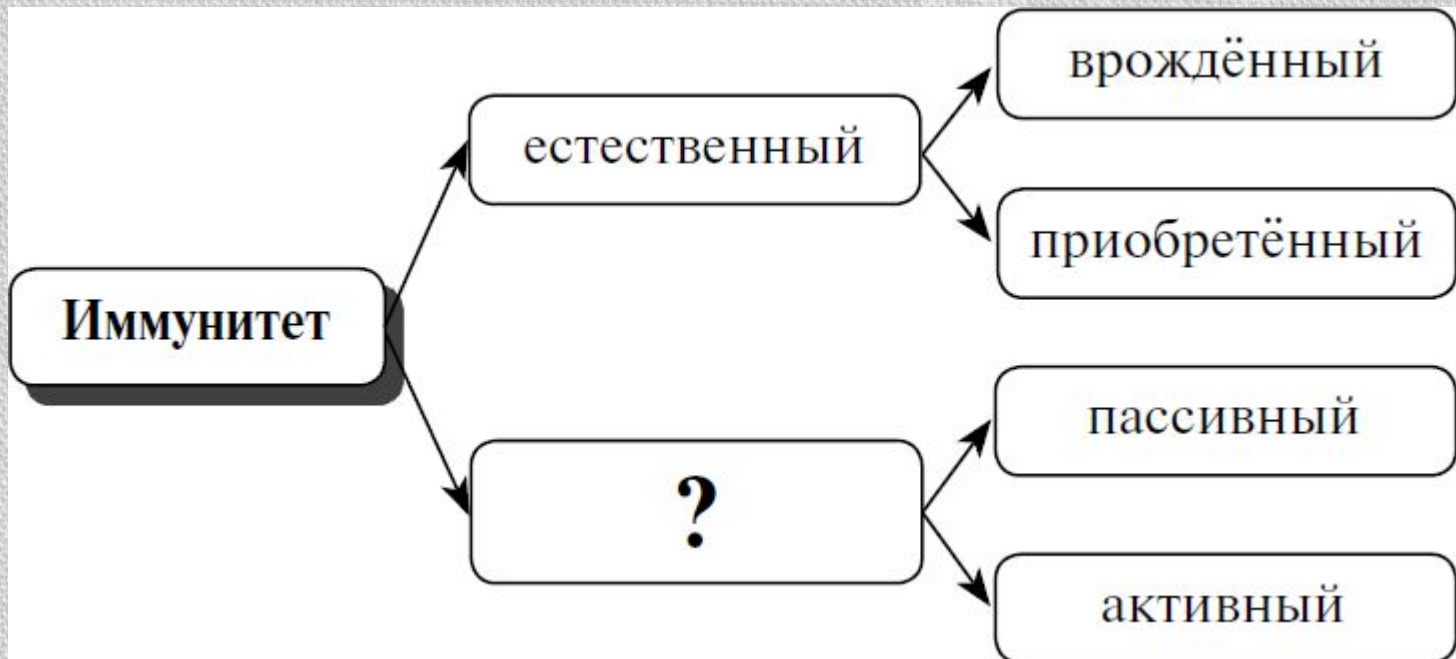 врождённый
естественный
приобретённый
Иммунитет
пассивный
?
активный